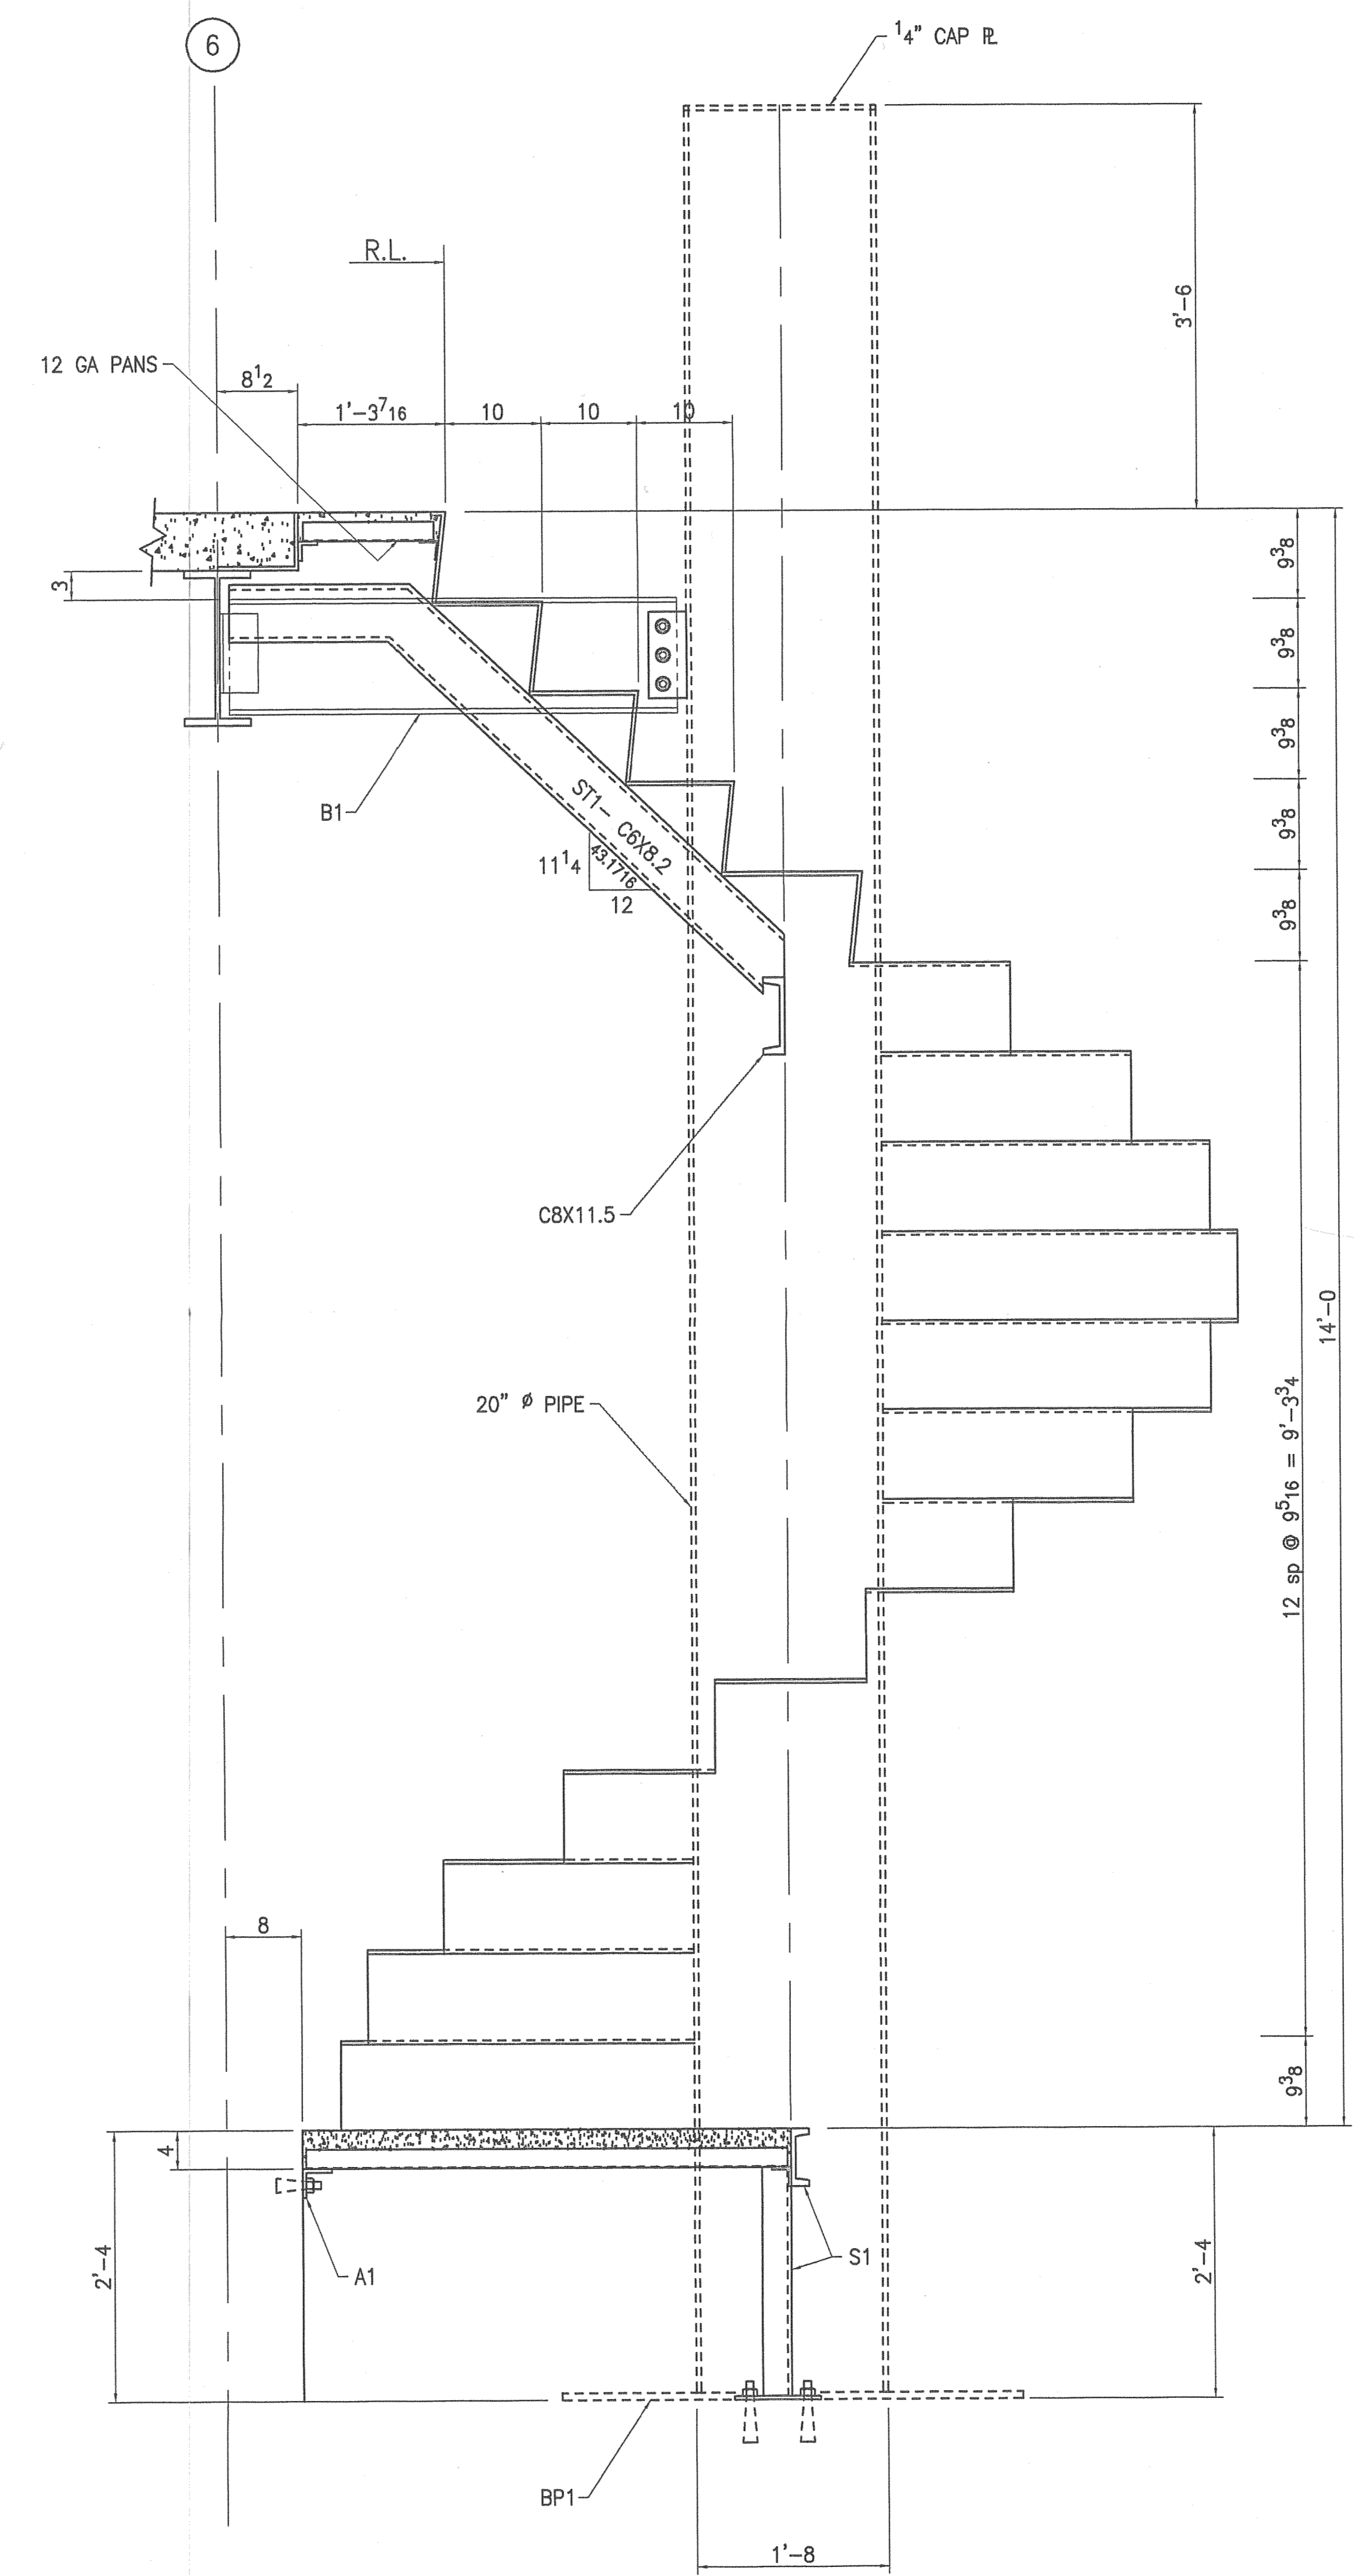 6
1/4" CAP PL
R.L.
3'-6
12 GA PANS
8 1/2
1'-3 7/16
10
10
10
9 3/8
3
9 3/8
9 3/8
B1
ST1- C6X8.2
9 3/8
11 1/4
43.1716
12
9 3/8
C8X11.5
14'-0
20" Ø PIPE
12 sp @ 9 5/16 = 9'-3 3/4
8
9 3/8
4
2'-4
A1
S1
2'-4
BP1
1'-8